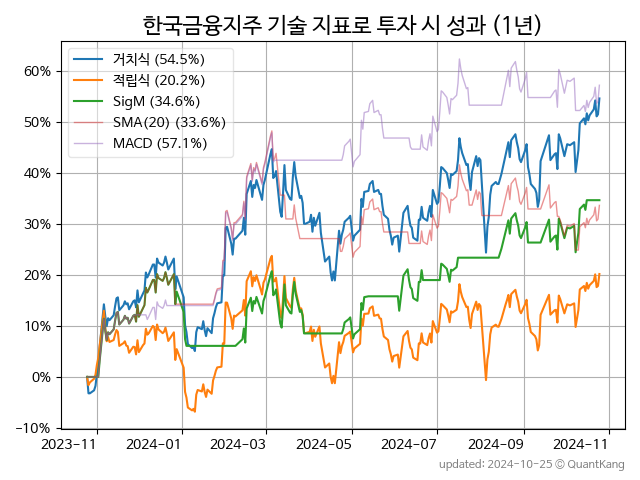 한국금융지주 기술 지표로 투자 시 성과 (1년)
거치식 (54.5%)
적립식 (20.2%)
SigM (34.6%)
SMA(20) (33.6%)
MACD (57.1%)
60%
50%
40%
30%
20%
10%
0%
−10%
2023-11 2024-01 2024-03 2024-05 2024-07 2024-09 2024-11
updated: 2024-10-25 © QuantKang